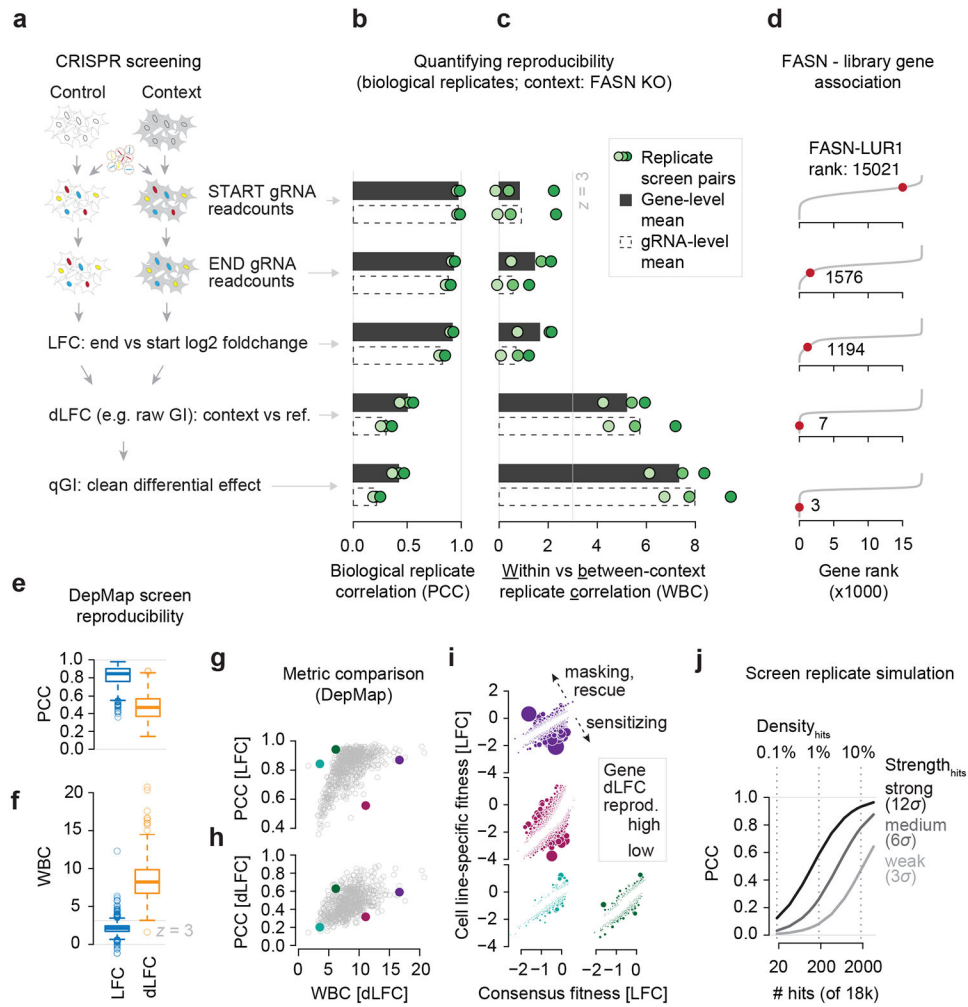 a
CRISPR screening
Control
Context
START gRNA
readcounts
END gRNA
readcounts
LFC: end vs start log2 foldchange
dLFC (e.g. raw GI): context vs ref.
qGI: clean differential effect
b
c
Quantifying reproducibility
(biological replicates; context: FASN KO)
Replicate
screen pairs
Gene-level
mean
gRNA-level
mean
z = 3
0.0
0.5
1.0
Biological replicate
correlation (PCC)
0
2
4
6
8
Within vs between-context
replicate correlation (WBC)
d
FASN - library gene
association
FASN-LUR1
rank: 15021
1576
1194
7
3
0
5
15
Gene rank
(x1000)
e
DepMap screen
reproducibility
1.0
0.8
0.6
0.4
0.2
0.0
PCC
f
20
15
10
5
0
WBC
z = 3
LFC
dLFC
g
Metric comparison
(DepMap)
1.0
0.8
0.6
0.4
PCC [LFC]
h
1.0
0.8
0.6
0.4
0.2
0.0
PCC [dLFC]
0
5
10
15
20
WBC [dLFC]
i
masking,
rescue
sensitizing
2
0
−2
−4
2
0
−2
−4
2
0
−2
−4
Cell line-specific fitness [LFC]
Gene
dLFC
reprod.
high
low
−2
−1
0
−2
−1
0
Consensus fitness [LFC]
j
Screen replicate simulation
Density hits
0.1%
1%
10%
Strength hits
strong
(12σ)
medium
(6σ)
weak
(3σ)
1.0
0.8
0.6
0.4
0.2
0.0
PCC
20
200
2000
# hits (of 18k)